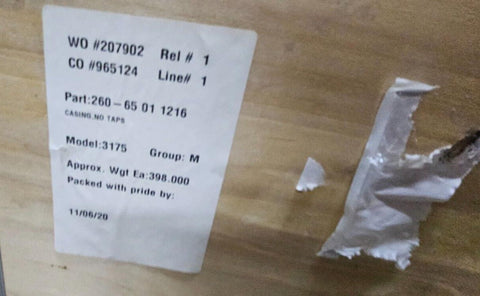 WO #207902 Rel # 1
CO #965124 Line# 1
Part:260-65 01 1216
CASING,NO TAPS
Model:3175 Group: M
Approx. Wgt Ea:398.000
Packed with pride by:
11/06/20